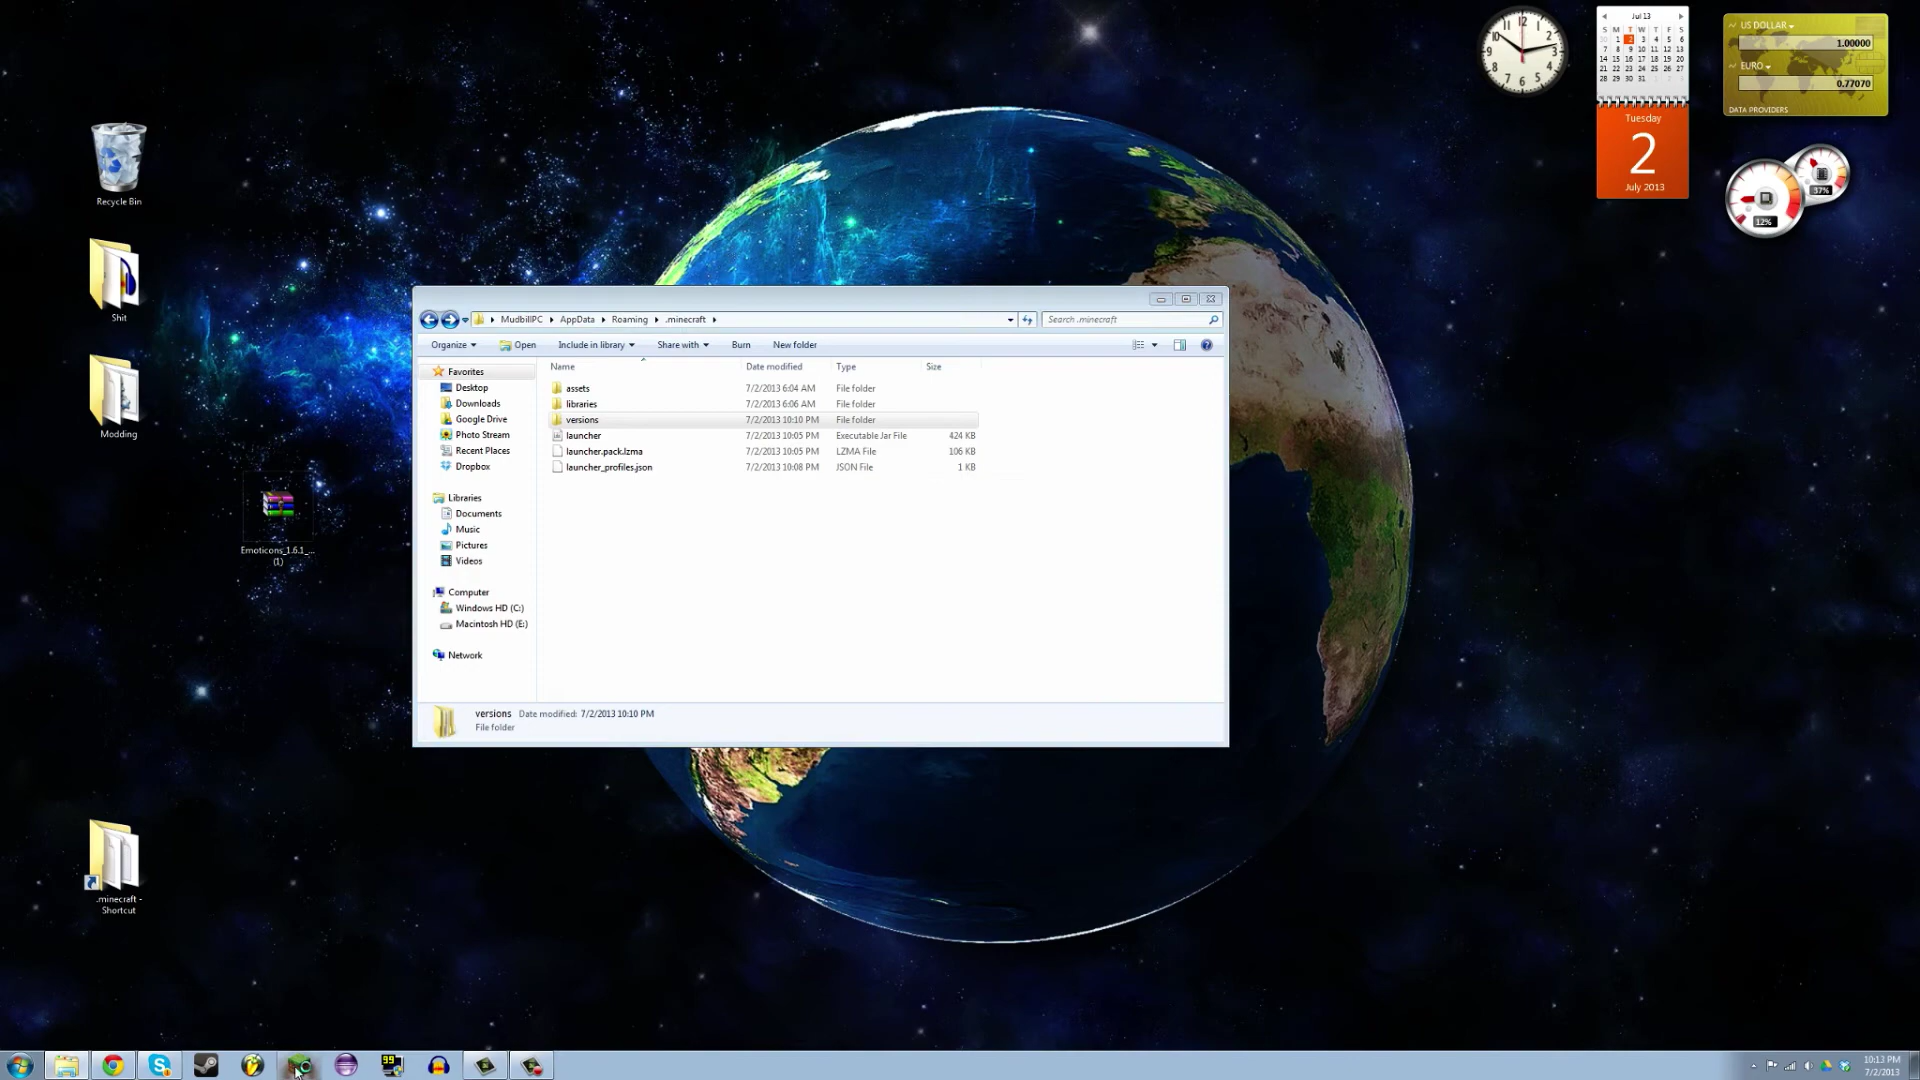 Recycle Bin
Shit
Modding
Emoticons_1.6.1_...
(1)
.minecraft -
Shortcut
Jul 13
S M T W T F S
30 1 2 3 4 5 6
7 8 9 10 11 12 13
14 15 16 17 18 19 20
21 22 23 24 25 26 27
28 29 30 31 1 2 3
Tuesday
2
July 2013
US DOLLAR
1.00000
EURO
0.77070
DATA PROVIDERS
37%
12%
MudbillPC AppData Roaming .minecraft
Search .minecraft
Organize Open Include in library Share with Burn New folder
Name Date modified Type Size
assets 7/2/2013 6:04 AM File folder
libraries 7/2/2013 6:06 AM File folder
versions 7/2/2013 10:10 PM File folder
launcher 7/2/2013 10:05 PM Executable Jar File 424 KB
launcher.pack.lzma 7/2/2013 10:05 PM LZMA File 106 KB
launcher_profiles.json 7/2/2013 10:08 PM JSON File 1 KB
Favorites
Desktop
Downloads
Google Drive
Photo Stream
Recent Places
Dropbox
Libraries
Documents
Music
Pictures
Videos
Computer
Windows HD (C:)
Macintosh HD (E:)
Network
versions Date modified: 7/2/2013 10:10 PM
File folder
99
10:13 PM
7/2/2013